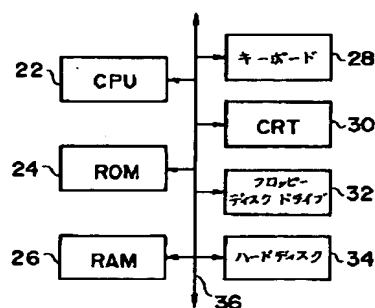 22
CPU
24
ROM
26
RAM
キーボード
28
CRT
30
フロッピー
ディスク ドライブ
32
ハードディスク
34
36